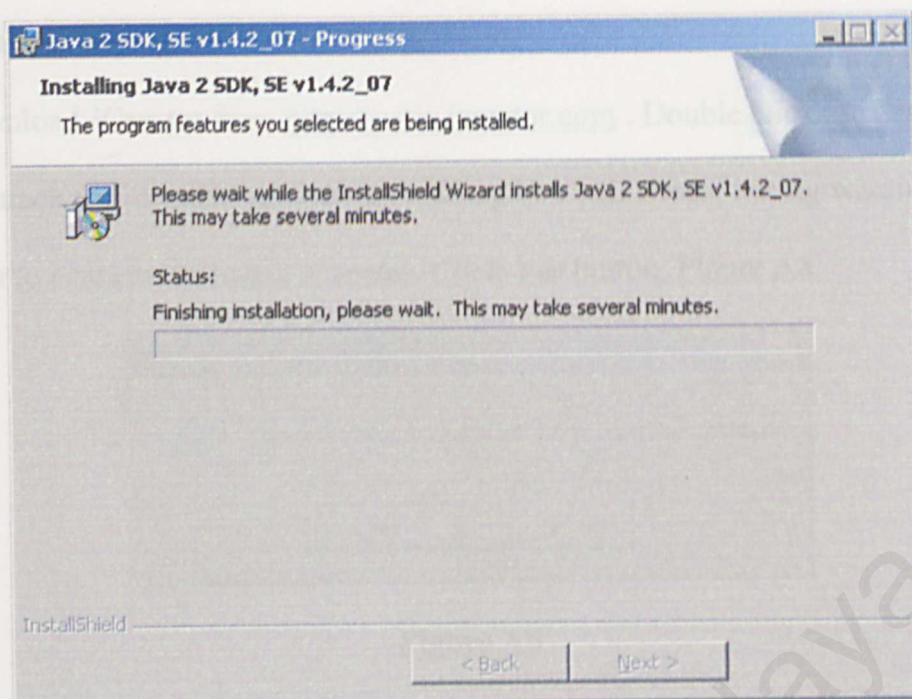 Java 2 SDK, SE v1.4.2_07 - Progress
Installing Java 2 SDK, SE v1.4.2_07
The program features you selected are being installed.
Please wait while the InstallShield Wizard installs Java 2 SDK, SE v1.4.2_07.
This may take several minutes.
Status:
Finishing installation, please wait. This may take several minutes.
InstallShield
< Back
Next >